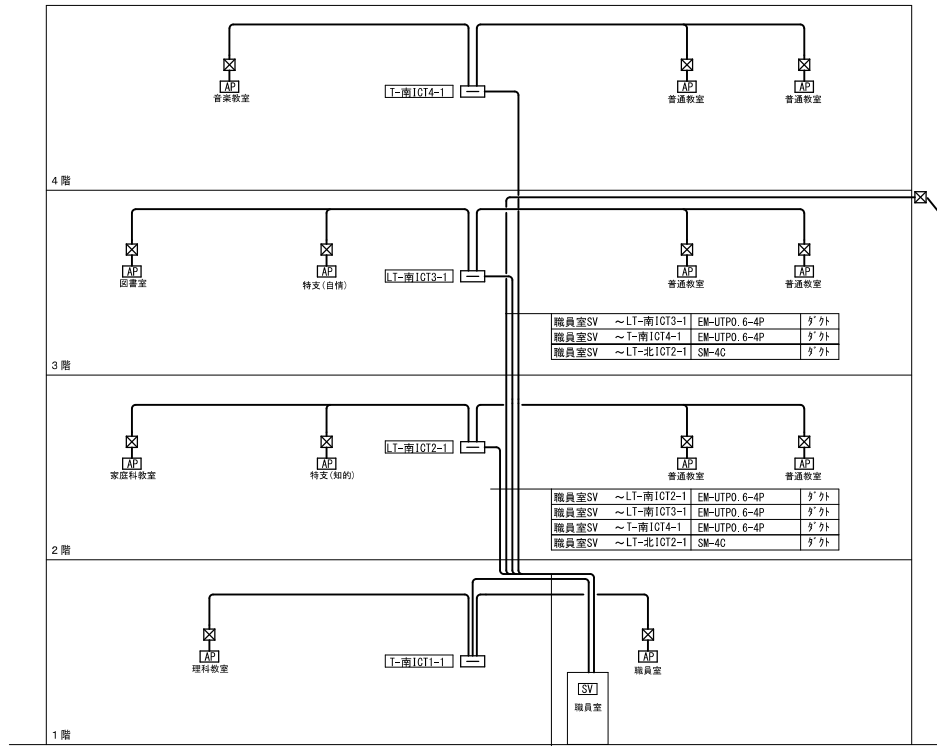 AP
音楽教室
T-南ICT4-1
AP
普通教室
AP
普通教室
4階
AP
図書室
AP
特支(自情)
LT-南ICT3-1
AP
普通教室
AP
普通教室
職員室SV ～LT-南ICT3-1 EM-UTP0.6-4P ﾀﾞｸﾄ
職員室SV ～T-南ICT4-1 EM-UTP0.6-4P ﾀﾞｸﾄ
職員室SV ～LT-北ICT2-1 SM-4C ﾀﾞｸﾄ
3階
AP
家庭科教室
AP
特支(知的)
LT-南ICT2-1
AP
普通教室
AP
普通教室
職員室SV ～LT-南ICT2-1 EM-UTP0.6-4P ﾀﾞｸﾄ
職員室SV ～LT-南ICT3-1 EM-UTP0.6-4P ﾀﾞｸﾄ
職員室SV ～T-南ICT4-1 EM-UTP0.6-4P ﾀﾞｸﾄ
職員室SV ～LT-北ICT2-1 SM-4C ﾀﾞｸﾄ
2階
AP
理科教室
T-南ICT1-1
AP
職員室
SV
職員室
1階